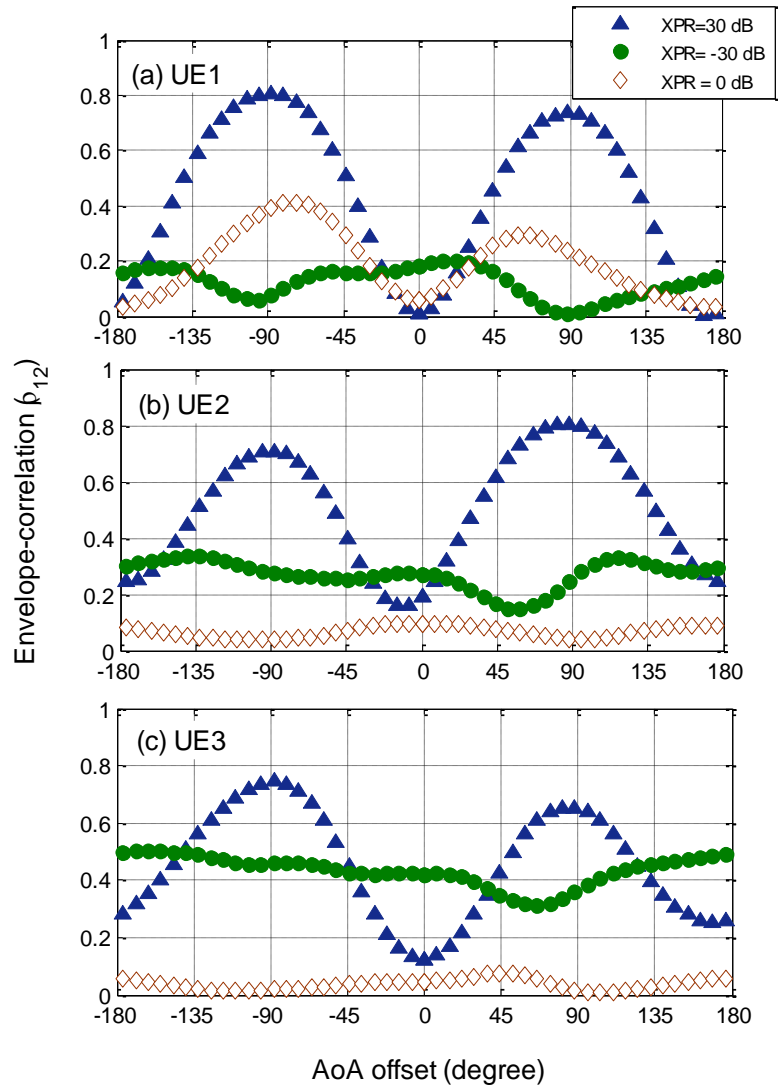 XPR=30 dB
XPR= -30 dB
XPR = 0 dB
(a) UE1
1
0.8
0.6
0.4
0.2
0
-180 -135 -90 -45 0 45 90 135 180
(b) UE2
1
0.8
0.6
0.4
0.2
0
-180 -135 -90 -45 0 45 90 135 180
(c) UE3
1
0.8
0.6
0.4
0.2
0
-180 -135 -90 -45 0 45 90 135 180
Envelope-correlation (ρ12)
AoA offset (degree)